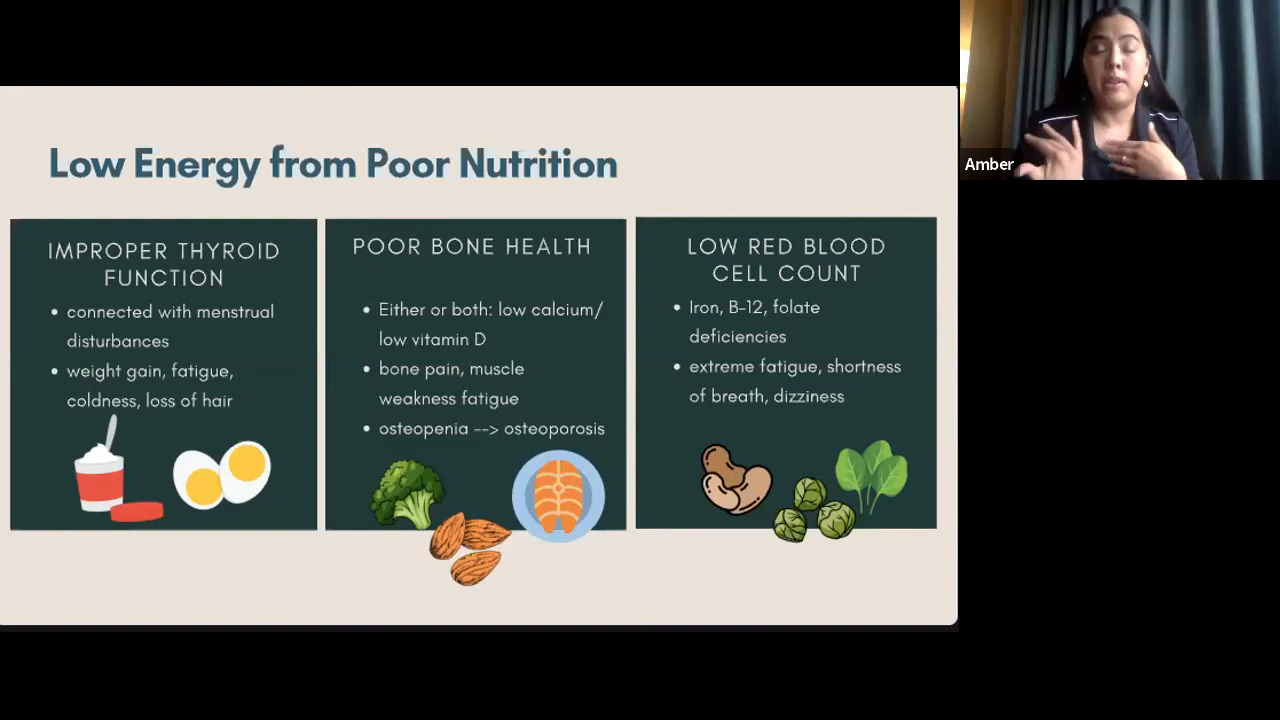 Low Energy from Poor Nutrition
IMPROPER THYROID
FUNCTION
• connected with menstrual
disturbances
• weight gain, fatigue,
coldness, loss of hair
POOR BONE HEALTH
• Either or both: low calcium/
low vitamin D
• bone pain, muscle
weakness fatigue
• osteopenia --> osteoporosis
LOW RED BLOOD
CELL COUNT
• Iron, B-12, folate
deficiencies
• extreme fatigue, shortness
of breath, dizziness
Amber